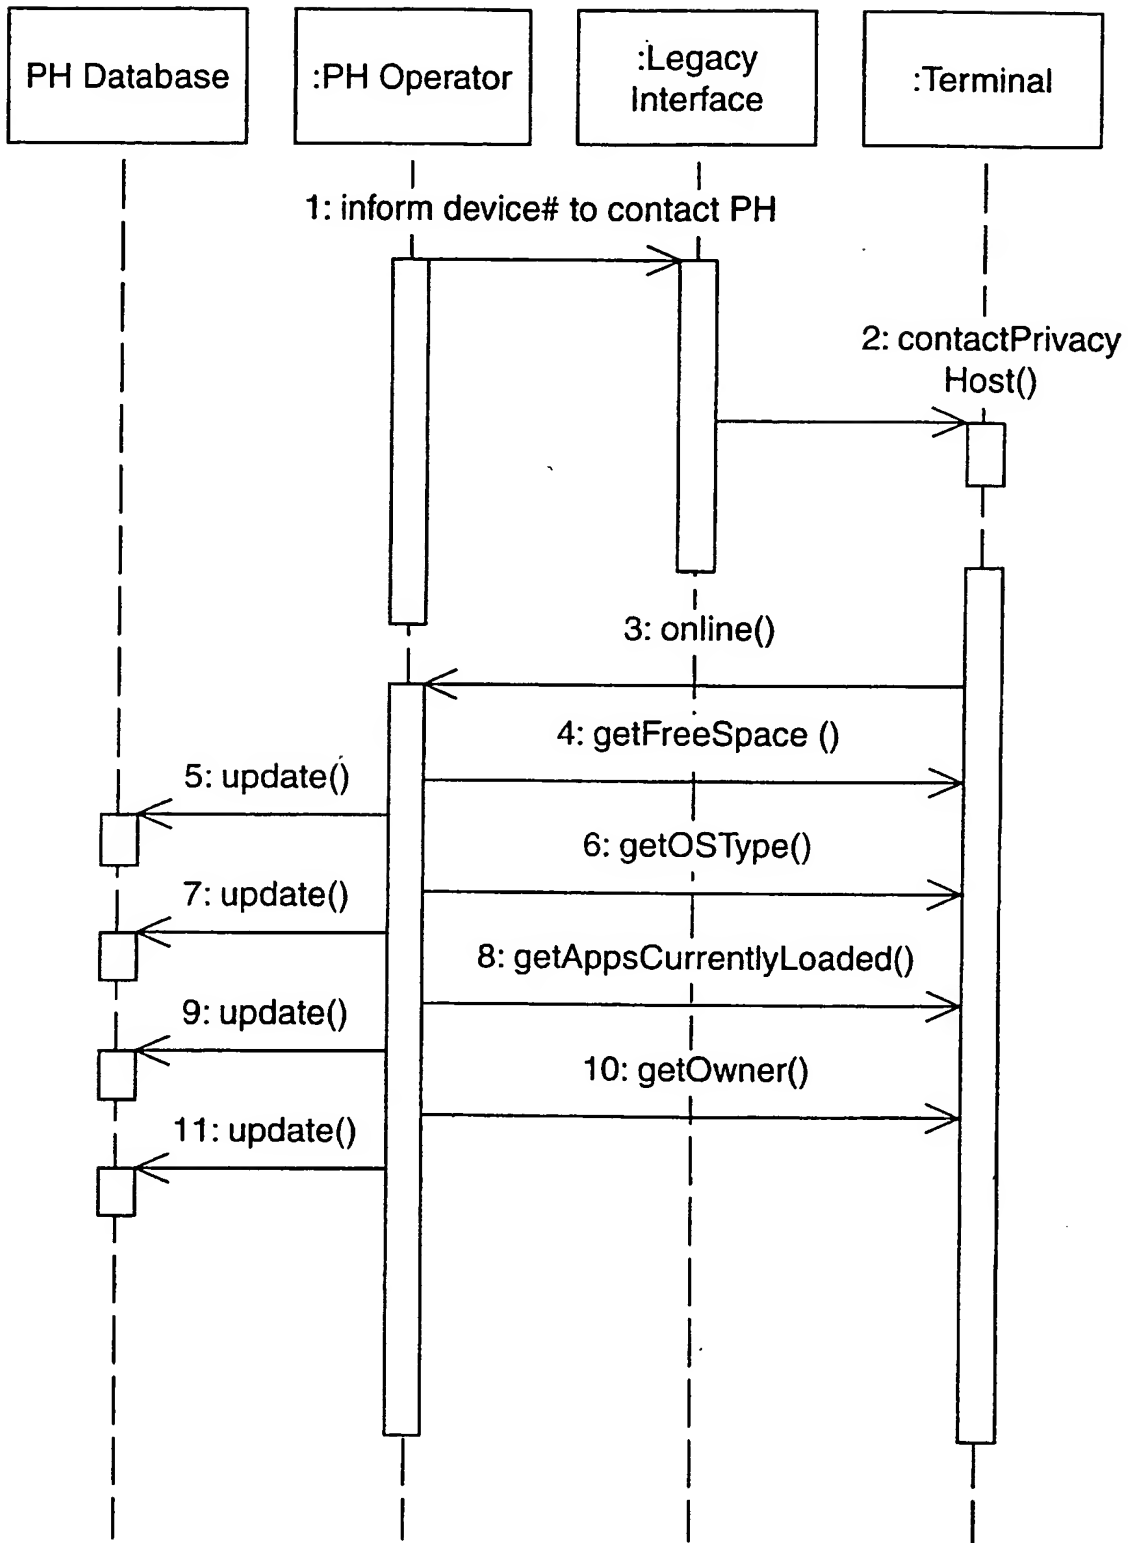 PH Database
:PH Operator
:Legacy
Interface
:Terminal
1: inform device# to contact PH
2: contactPrivacy
Host()
3: online()
4: getFreeSpace ()
5: update()
6: getOSType()
7: update()
8: getAppsCurrentlyLoaded()
9: update()
10: getOwner()
11: update()